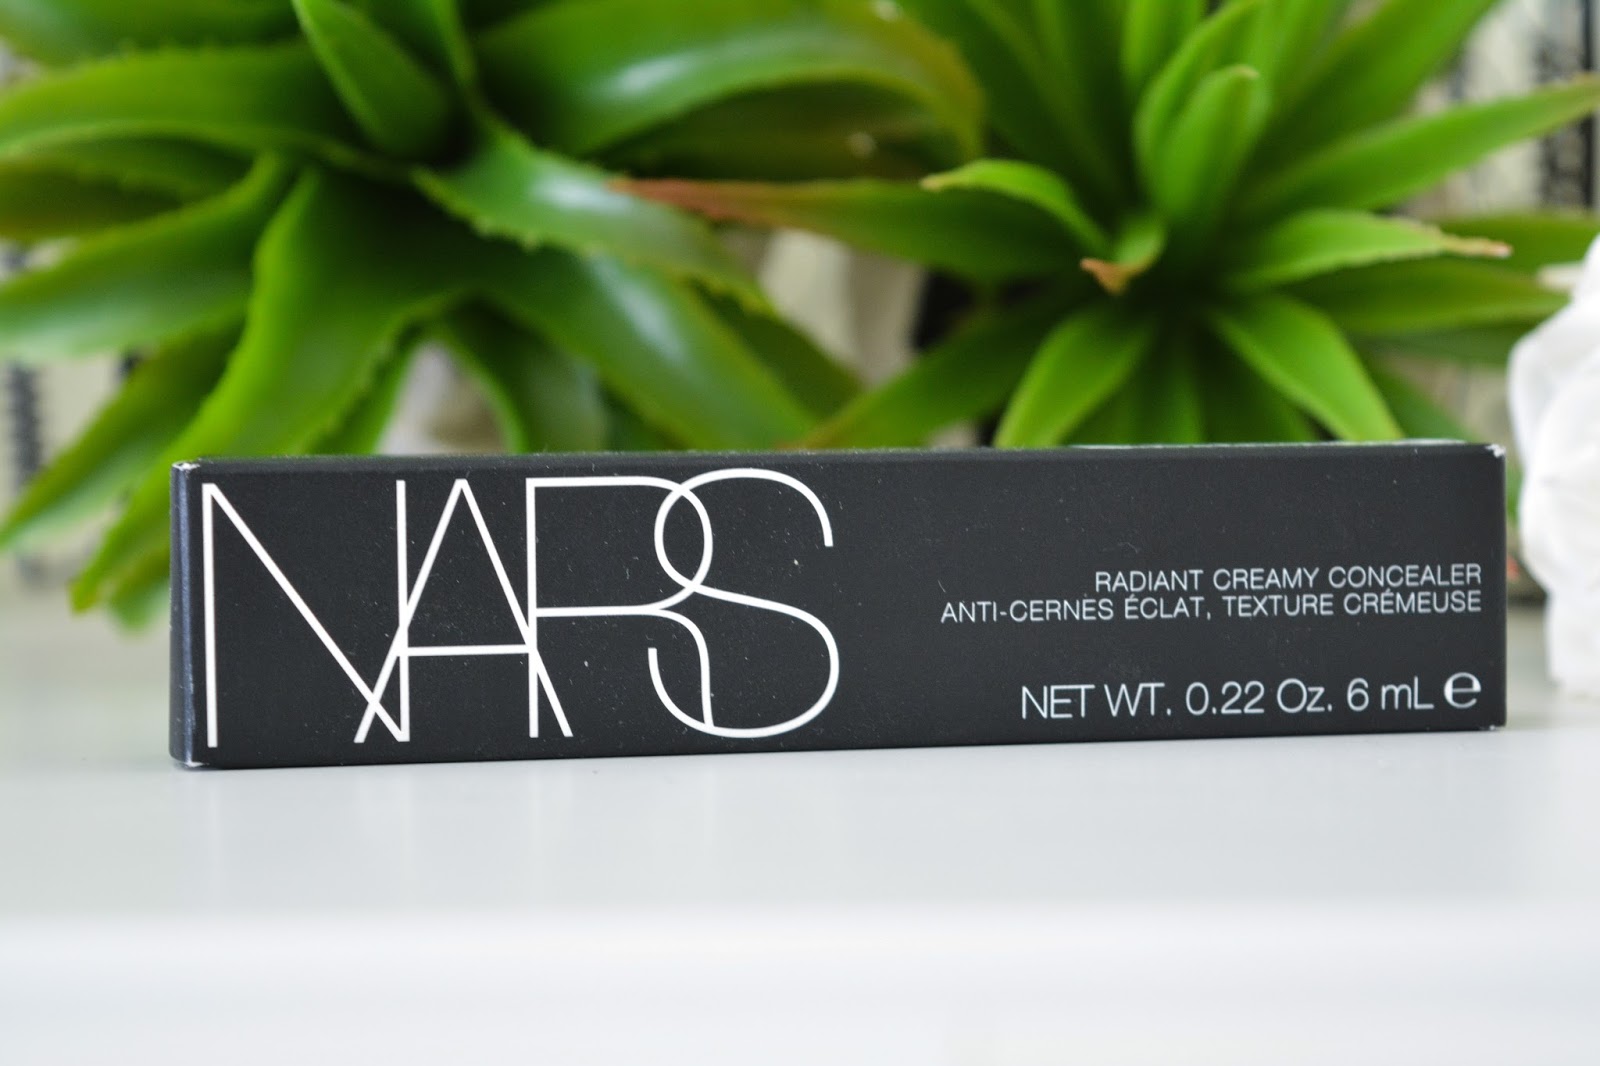 NARS
RADIANT CREAMY CONCEALER
ANTI-CERNES ÉCLAT, TEXTURE CRÉMEUSE
NET WT. 0.22 Oz. 6 mL ℮